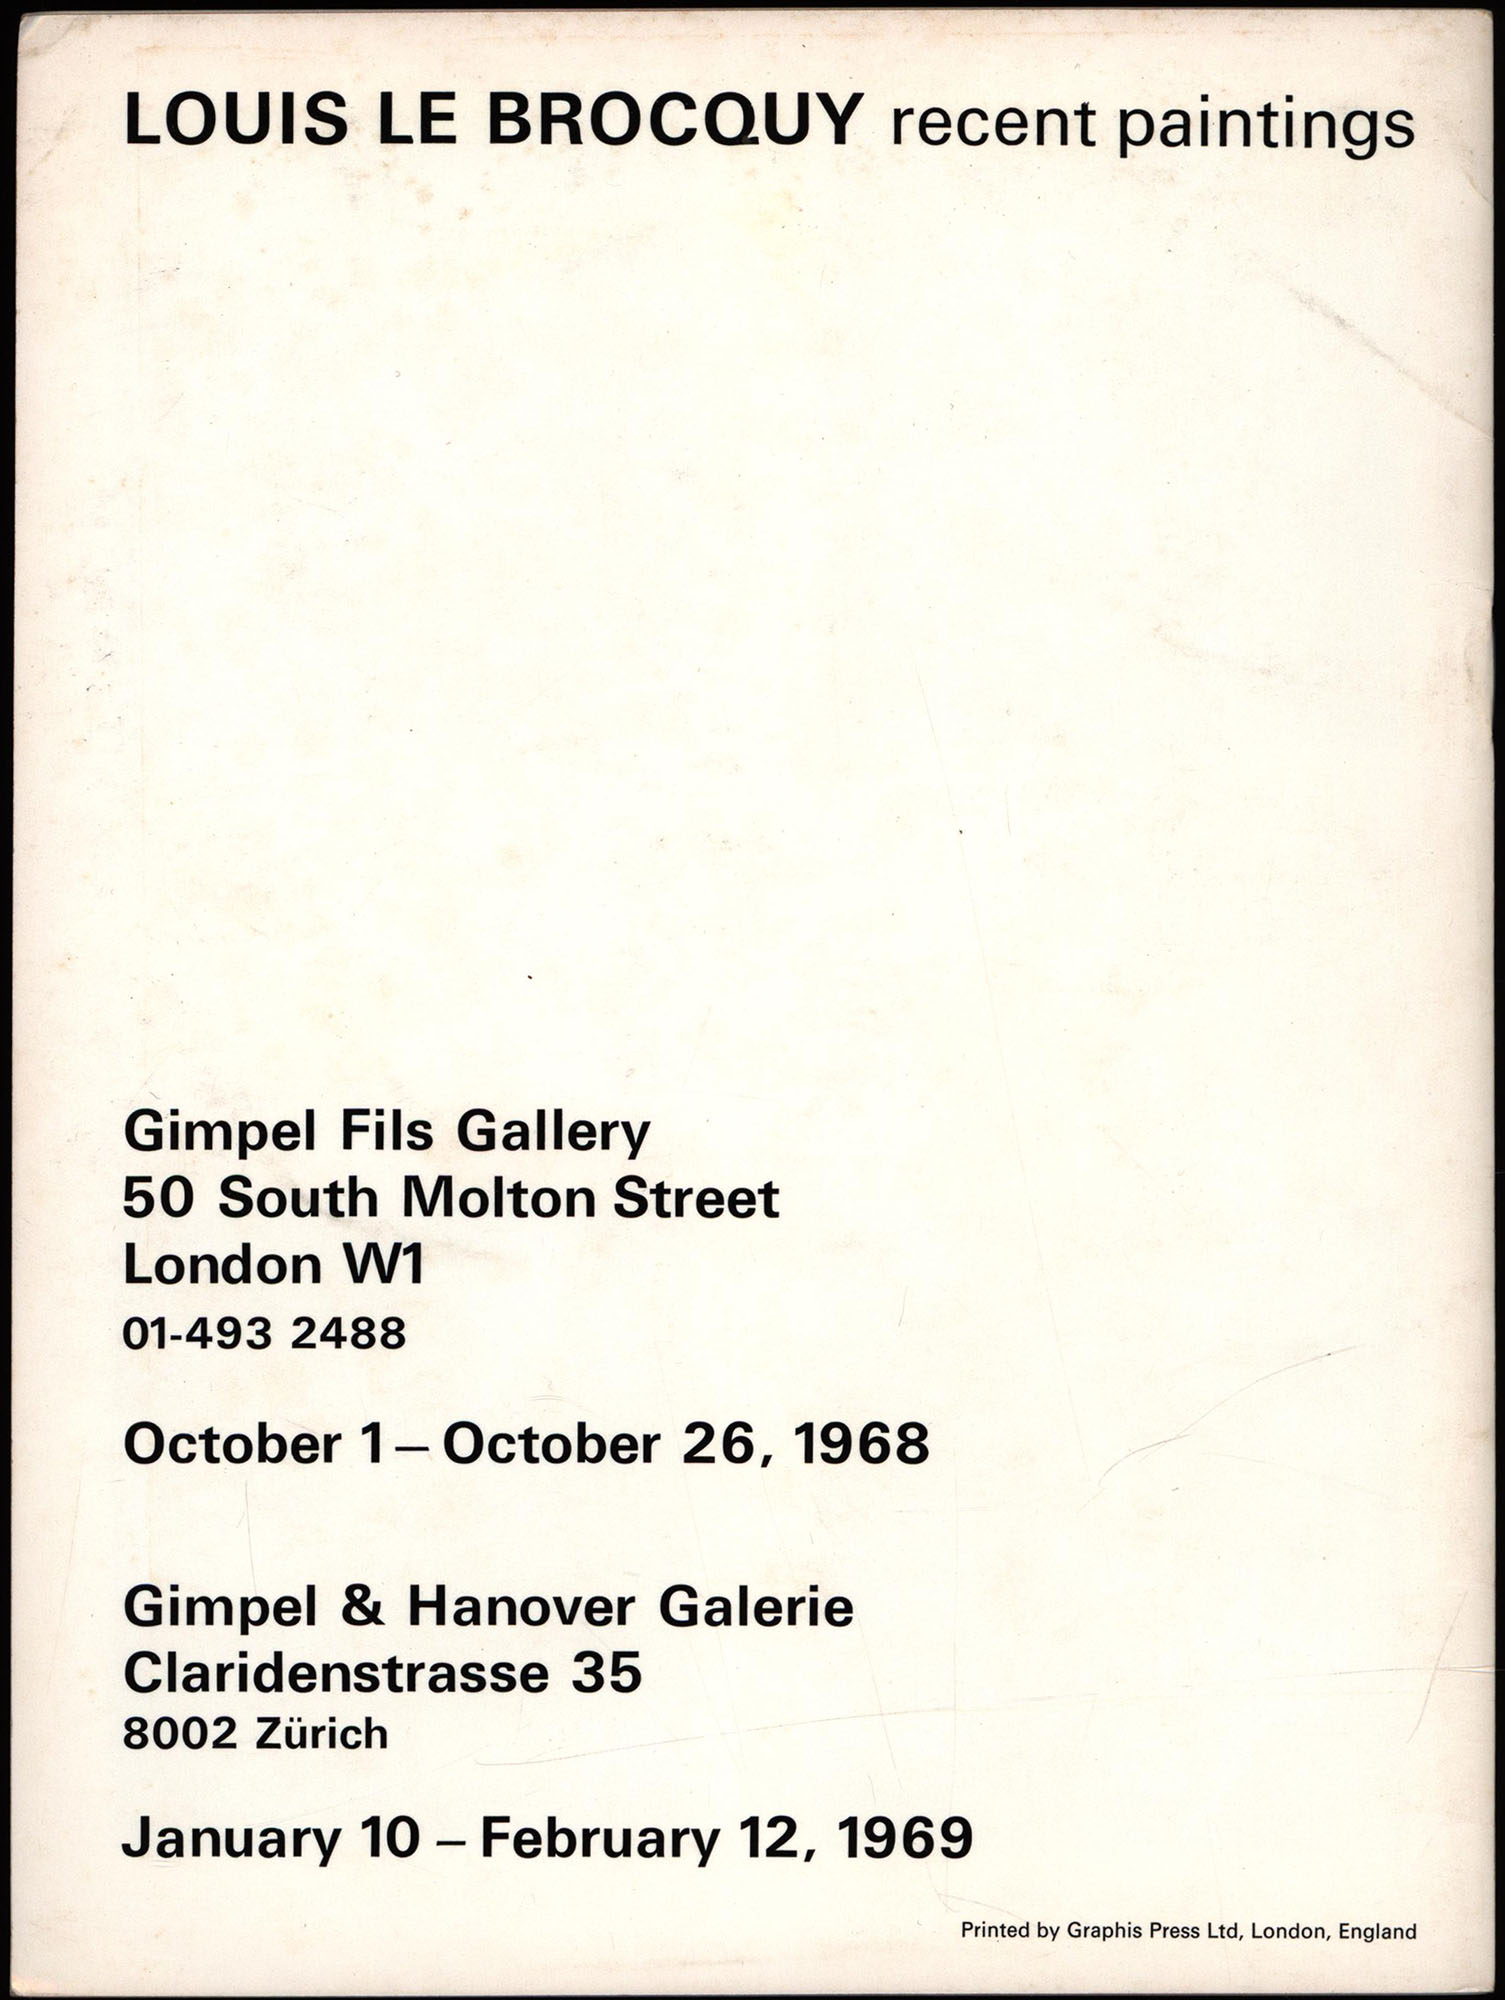 LOUIS LE BROCQUY recent paintings
Gimpel Fils Gallery
50 South Molton Street
London W1
01-493 2488
October 1 – October 26, 1968
Gimpel & Hanover Galerie
Claridenstrasse 35
8002 Zürich
January 10 – February 12, 1969
Printed by Graphis Press Ltd, London, England